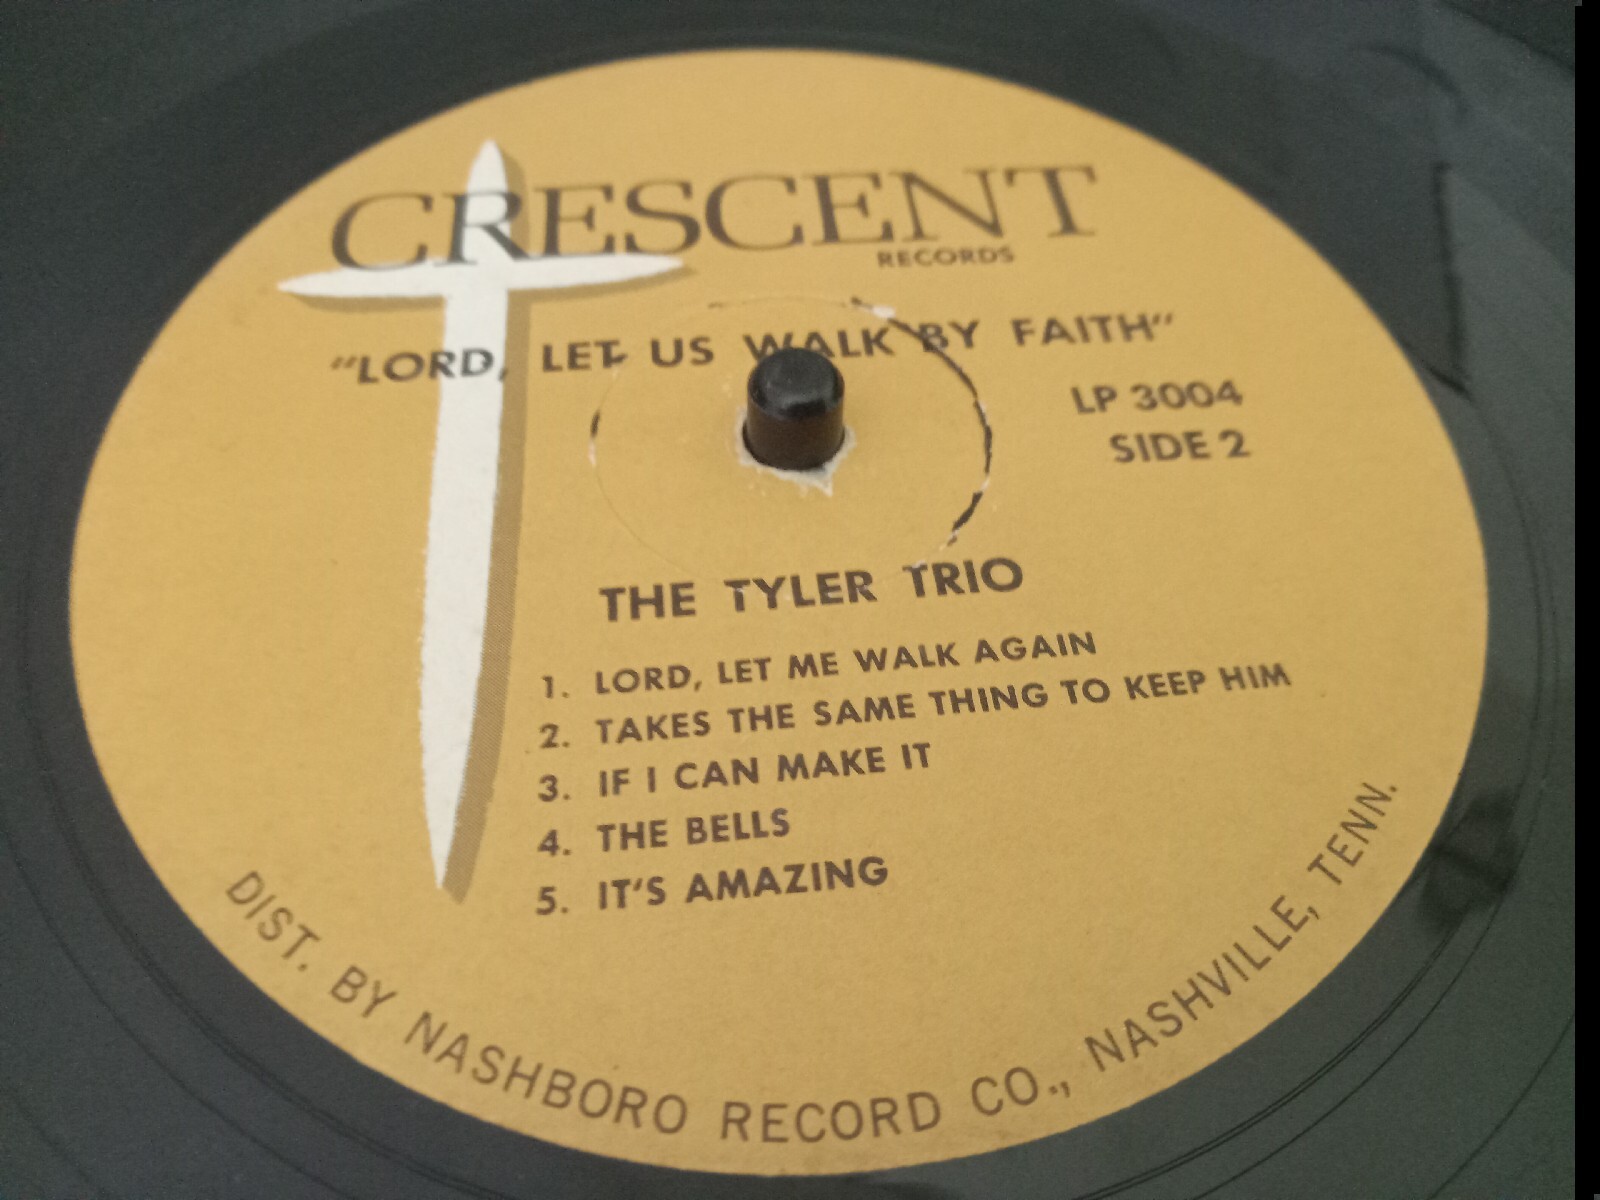 CRESCENT
RECORDS
"LORD, LET US WALK BY FAITH"
LP 3004
SIDE 2
THE TYLER TRIO
1. LORD, LET ME WALK AGAIN
2. TAKES THE SAME THING TO KEEP HIM
3. IF I CAN MAKE IT
4. THE BELLS
5. IT'S AMAZING
DIST. BY NASHBORO RECORD CO., NASHVILLE, TENN.